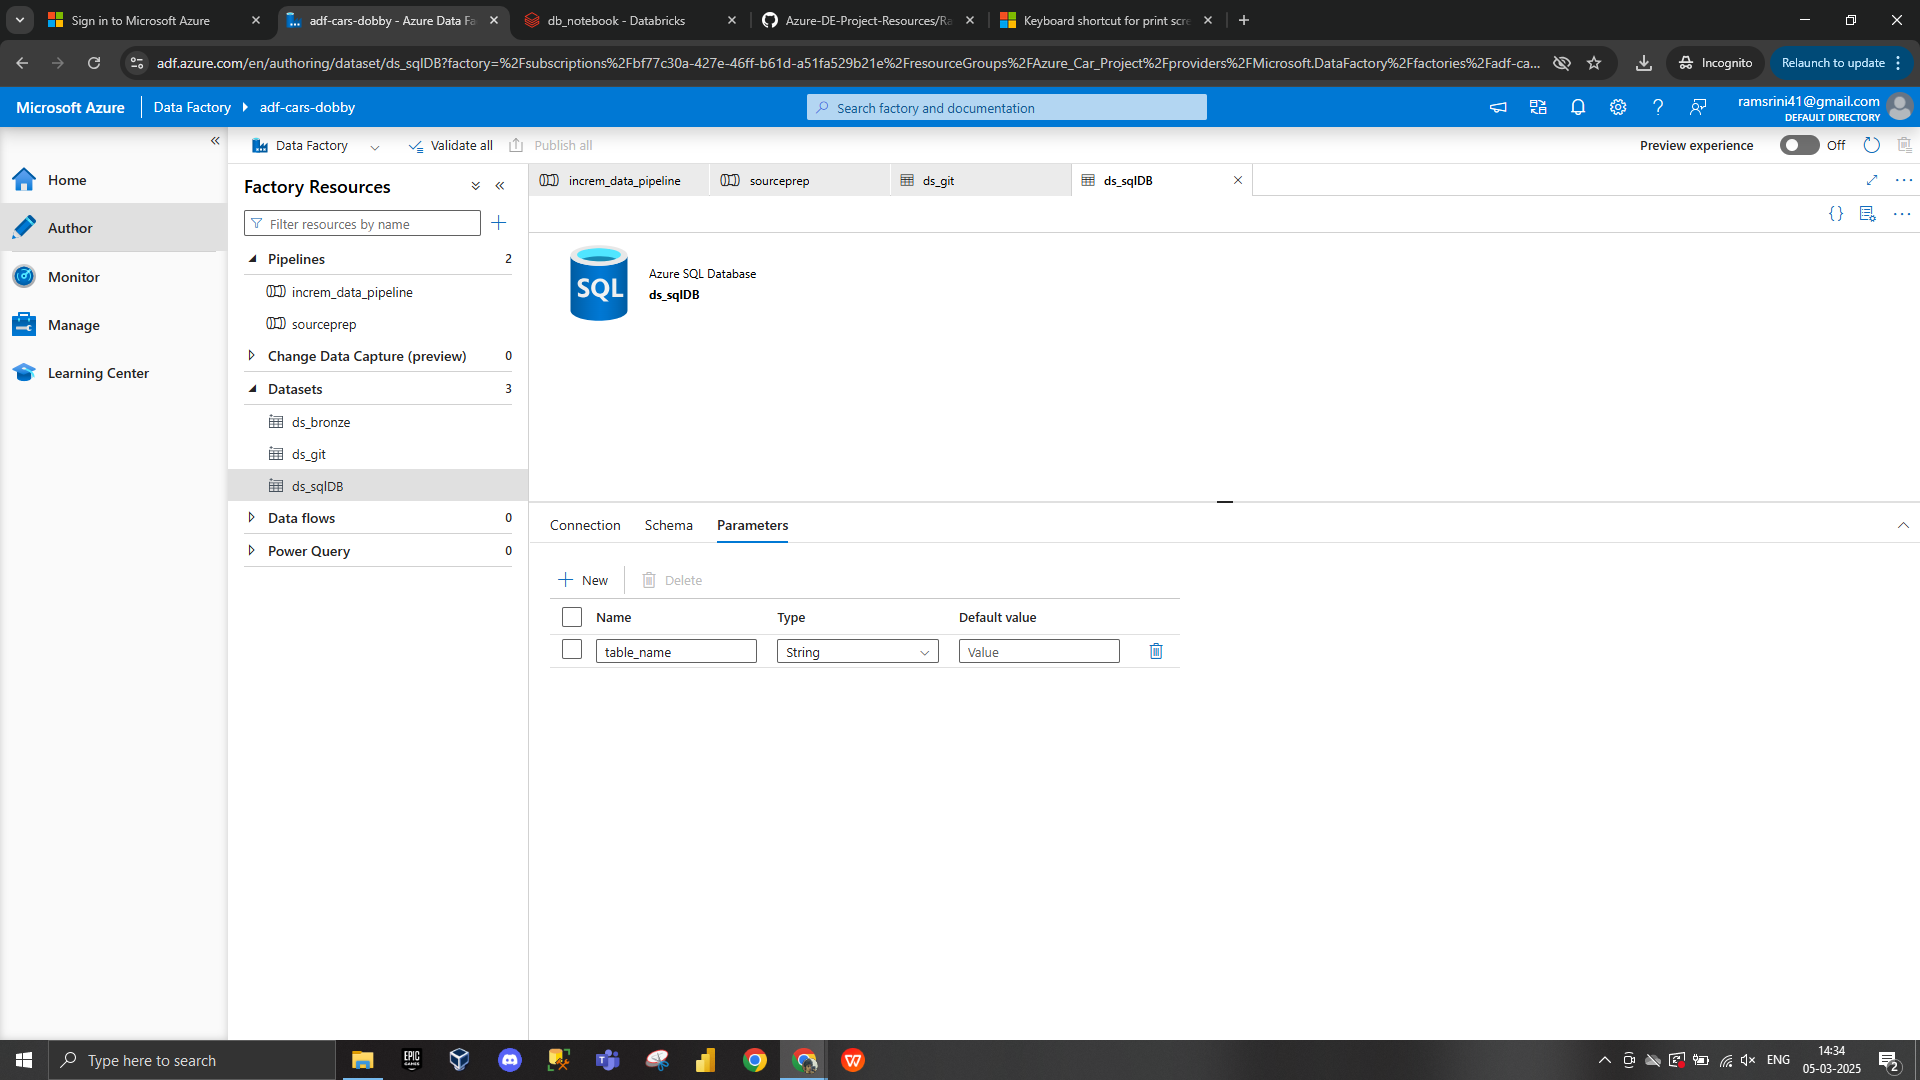 Sign in to Microsoft Azure
adf-cars-dobby - Azure Data Fa
db_notebook - Databricks
Azure-DE-Project-Resources/Ra
Keyboard shortcut for print scre
adf.azure.com/en/authoring/dataset/ds_sqlDB?factory=%2Fsubscriptions%2Fbf77c30a-427e-46ff-b61d-a51fa529b21e%2FresourceGroups%2FAzure_Car_Project%2Fproviders%2FMicrosoft.DataFactory%2Ffactories%2Fadf-ca...
Incognito
Relaunch to update
Microsoft Azure
Data Factory
adf-cars-dobby
Search factory and documentation
ramsrini41@gmail.com
DEFAULT DIRECTORY
Data Factory
Validate all
Publish all
Preview experience
Off
Home
Author
Monitor
Manage
Learning Center
Factory Resources
Filter resources by name
Pipelines 2
increm_data_pipeline
sourceprep
Change Data Capture (preview) 0
Datasets 3
ds_bronze
ds_git
ds_sqlDB
Data flows 0
Power Query 0
increm_data_pipeline
sourceprep
ds_git
ds_sqlDB
{}
SQL
Azure SQL Database
ds_sqlDB
Connection
Schema
Parameters
New
Delete
Name Type Default value
table_name String Value
Type here to search
EPIC GAMES
ENG
14:34
05-03-2025
2